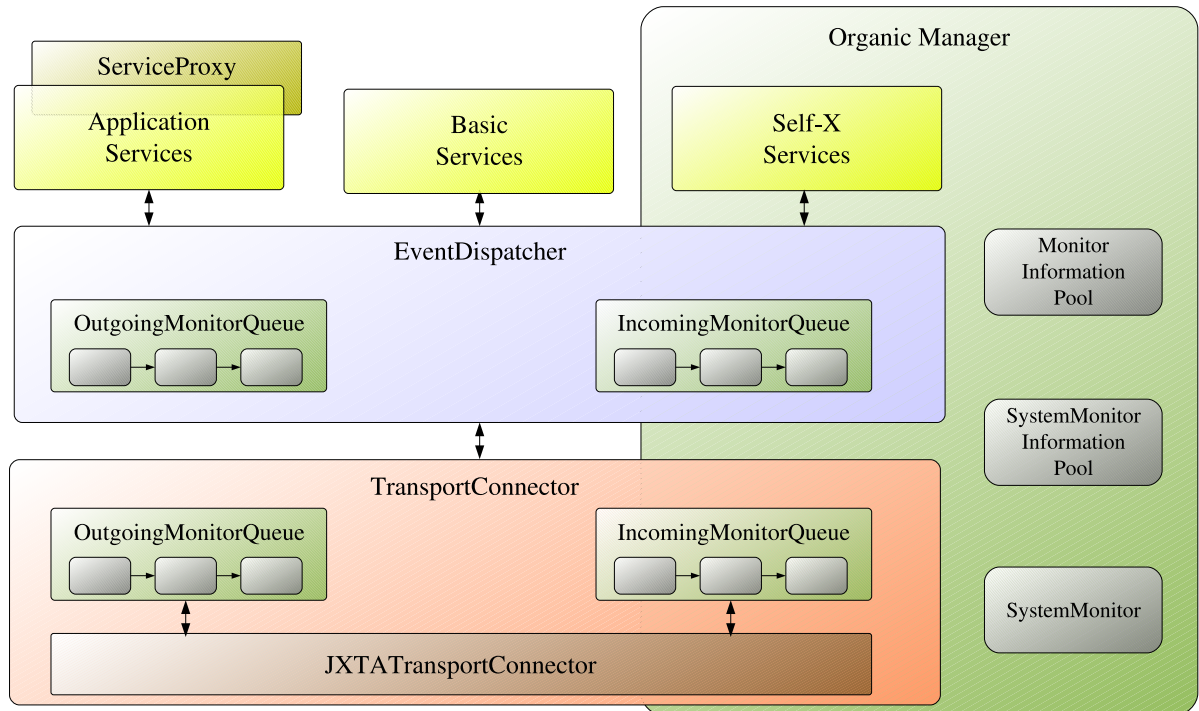 Organic Manager
ServiceProxy
Application
Services
Basic
Services
Self-X
Services
EventDispatcher
OutgoingMonitorQueue
IncomingMonitorQueue
Monitor
Information
Pool
SystemMonitor
Information
Pool
TransportConnector
OutgoingMonitorQueue
IncomingMonitorQueue
SystemMonitor
JXTATransportConnector